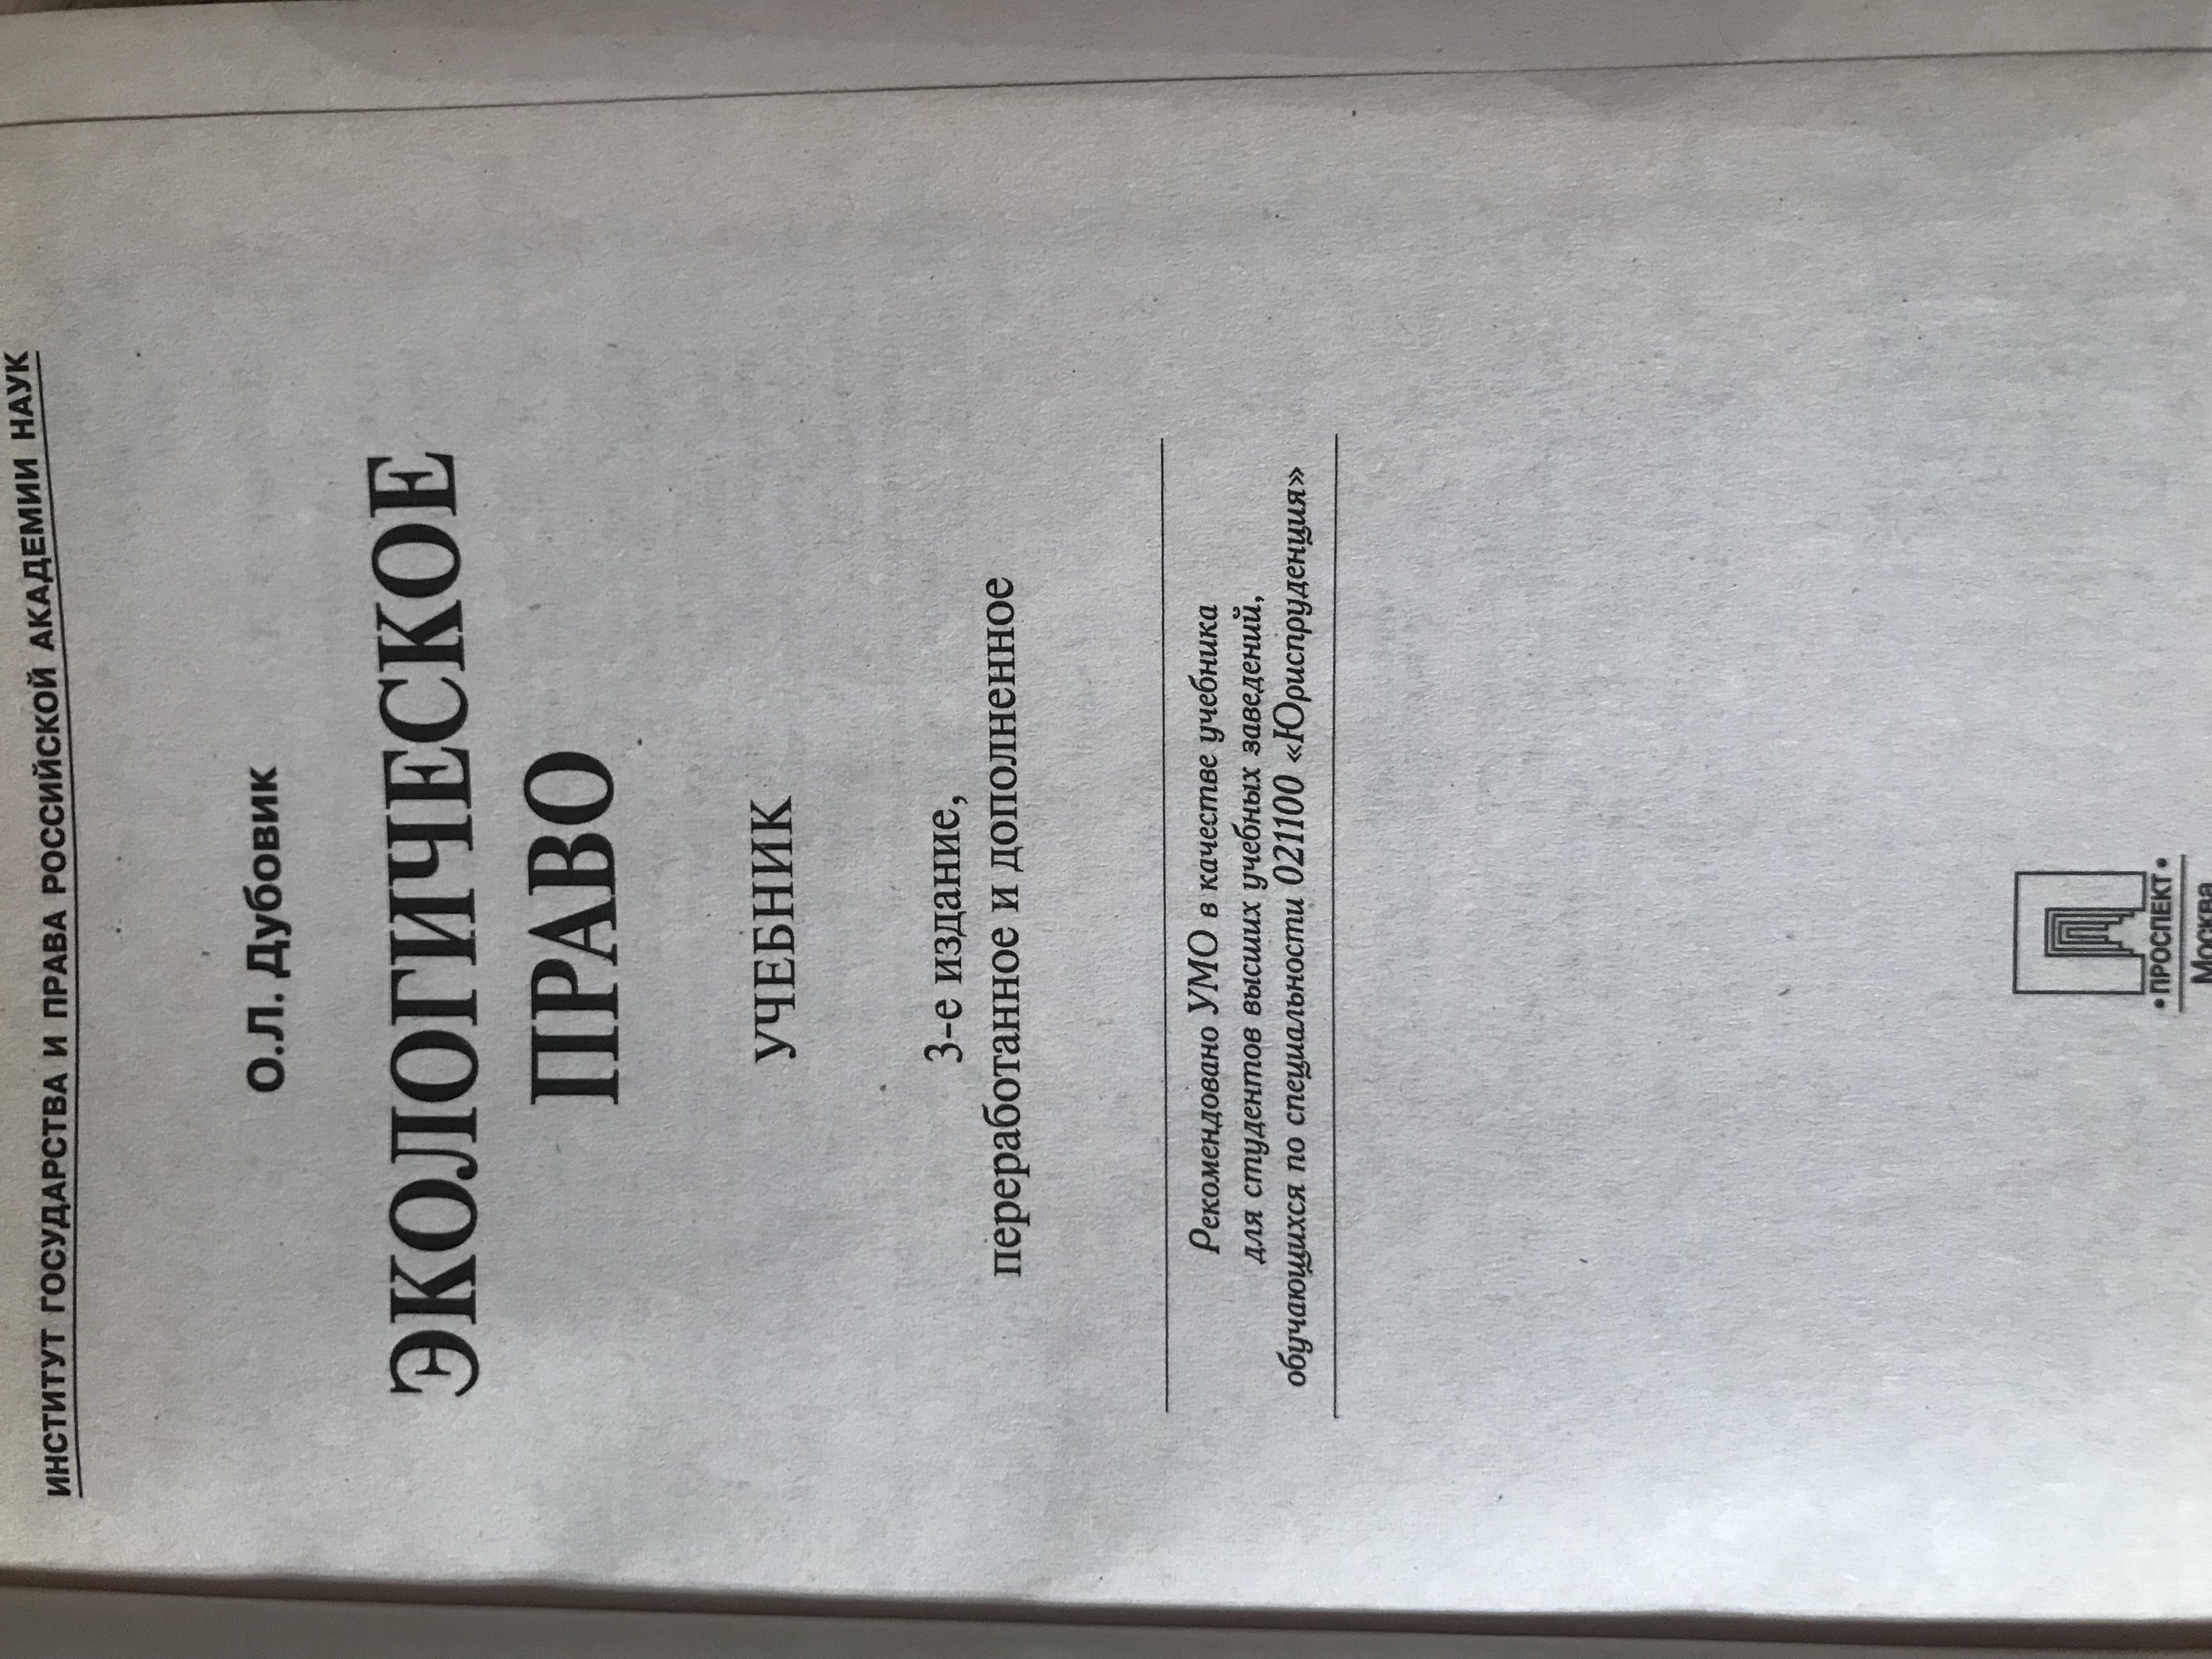 ИНСТИТУТ ГОСУДАРСТВА И ПРАВА РОССИЙСКОЙ АКАДЕМИИ НАУК
О.Л. Дубовик
ЭКОЛОГИЧЕСКОЕ
ПРАВО
УЧЕБНИК
3-е издание,
переработанное и дополненное
Рекомендовано УМО в качестве учебника
для студентов высших учебных заведений,
обучающихся по специальности 021100 «Юриспруденция»
•ПРОСПЕКТ•
Москва